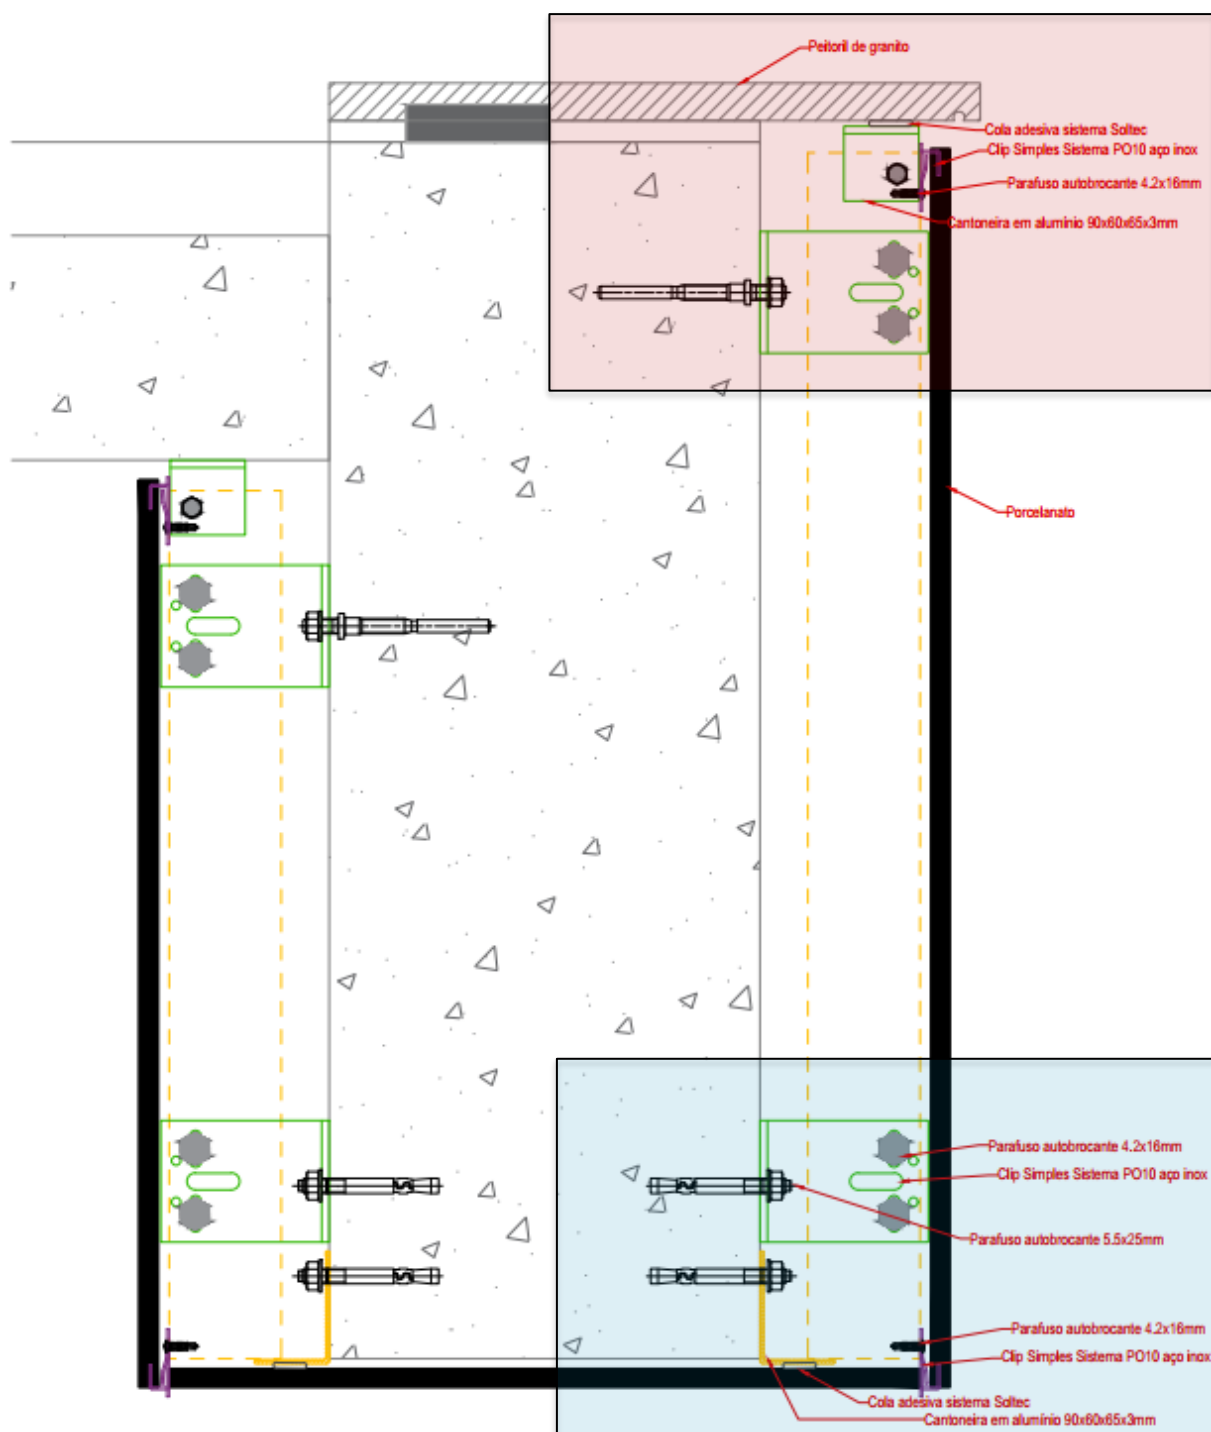 Peitoril de granito
Cola adesiva sistema Soltec
Clip Simples Sistema PO10 aço inox
Parafuso autobrocante 4.2x16mm
Cantoneira em alumínio 90x60x65x3mm
Porcelanato
Parafuso autobrocante 4.2x16mm
Clip Simples Sistema PO10 aço inox
Parafuso autobrocante 5.5x25mm
Parafuso autobrocante 4.2x16mm
Clip Simples Sistema PO10 aço inox
Cola adesiva sistema Soltec
Cantoneira em alumínio 90x60x65x3mm